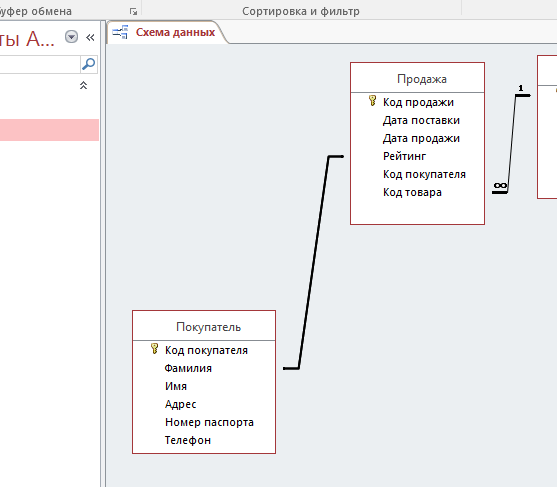 уфер обмена
Сортировка и фильтр
ты А...
Схема данных
Продажа
Код продажи
Дата поставки
Дата продажи
Рейтинг
Код покупателя
Код товара
1
∞
Покупатель
Код покупателя
Фамилия
Имя
Адрес
Номер паспорта
Телефон